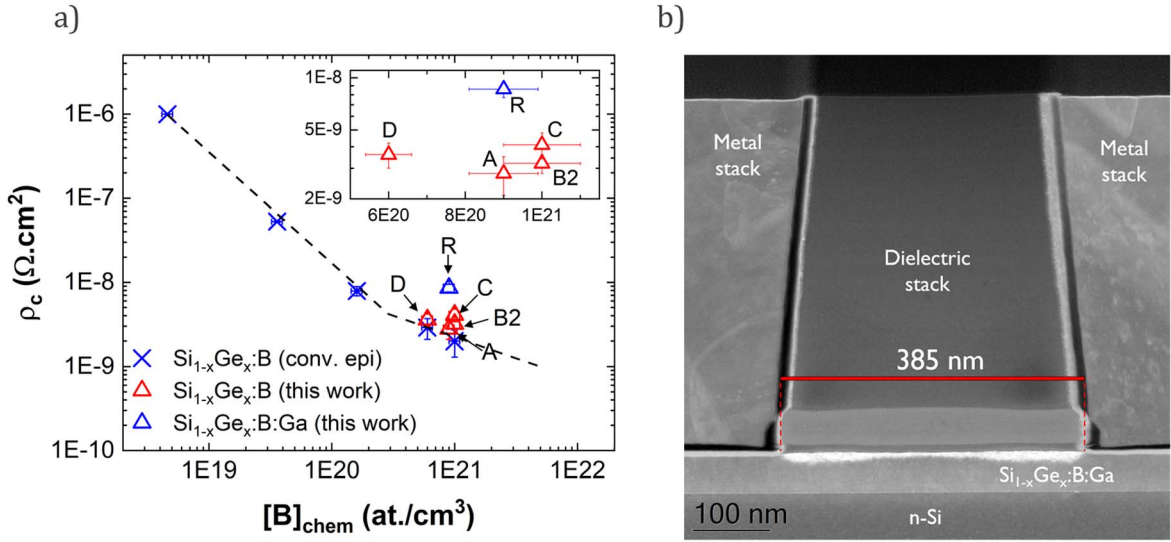 a)
1E-6
1E-7
1E-8
1E-9
1E-10
ρc (Ω.cm²)
1E19
1E20
1E21
1E22
[B]chem (at./cm³)
R
D
C
B2
A
Si1-xGex:B (conv. epi)
Si1-xGex:B (this work)
Si1-xGex:B:Ga (this work)
1E-8
5E-9
2E-9
6E20
8E20
1E21
R
D
C
A
B2
b)
Metal
stack
Metal
stack
Dielectric
stack
385 nm
Si1-xGex:B:Ga
n-Si
100 nm